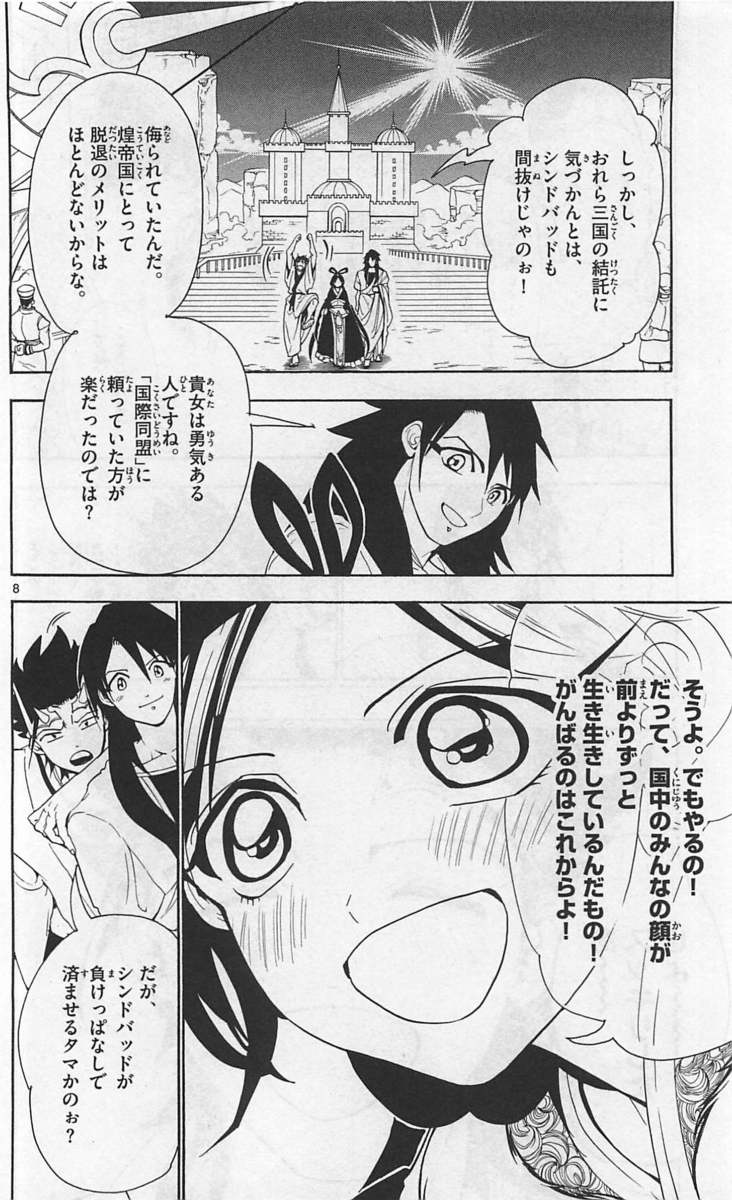 しっかし、
おれら三国の結託に
気づかんとは、
シンドバッドも
間抜けじゃのぉ!
侮られていたんだ。
煌帝国にとって
脱退のメリットは
ほとんどないからな。
貴女は勇気ある
人ですね。
「国際同盟」に
頼っていた方が
楽だったのでは?
8
そうよ。でもやるの!
だって、国中のみんなの顔が
前よりずっと
生き生きしているんだもの!
がんばるのはこれからよ!
だが、
シンドバッドが
負けっぱなしで
済ませるタマかのぉ?